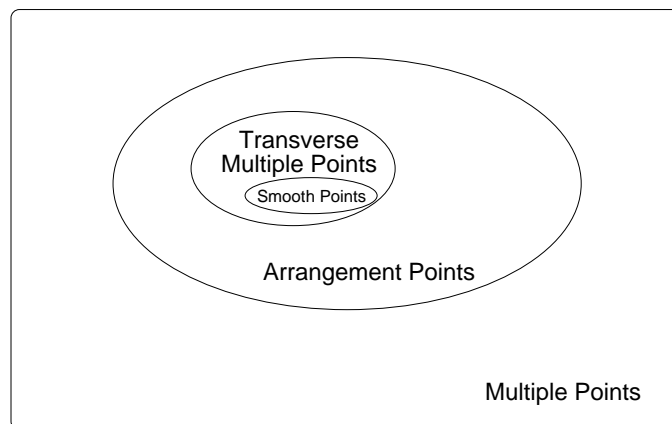 Transverse
Multiple Points
Smooth Points
Arrangement Points
Multiple Points